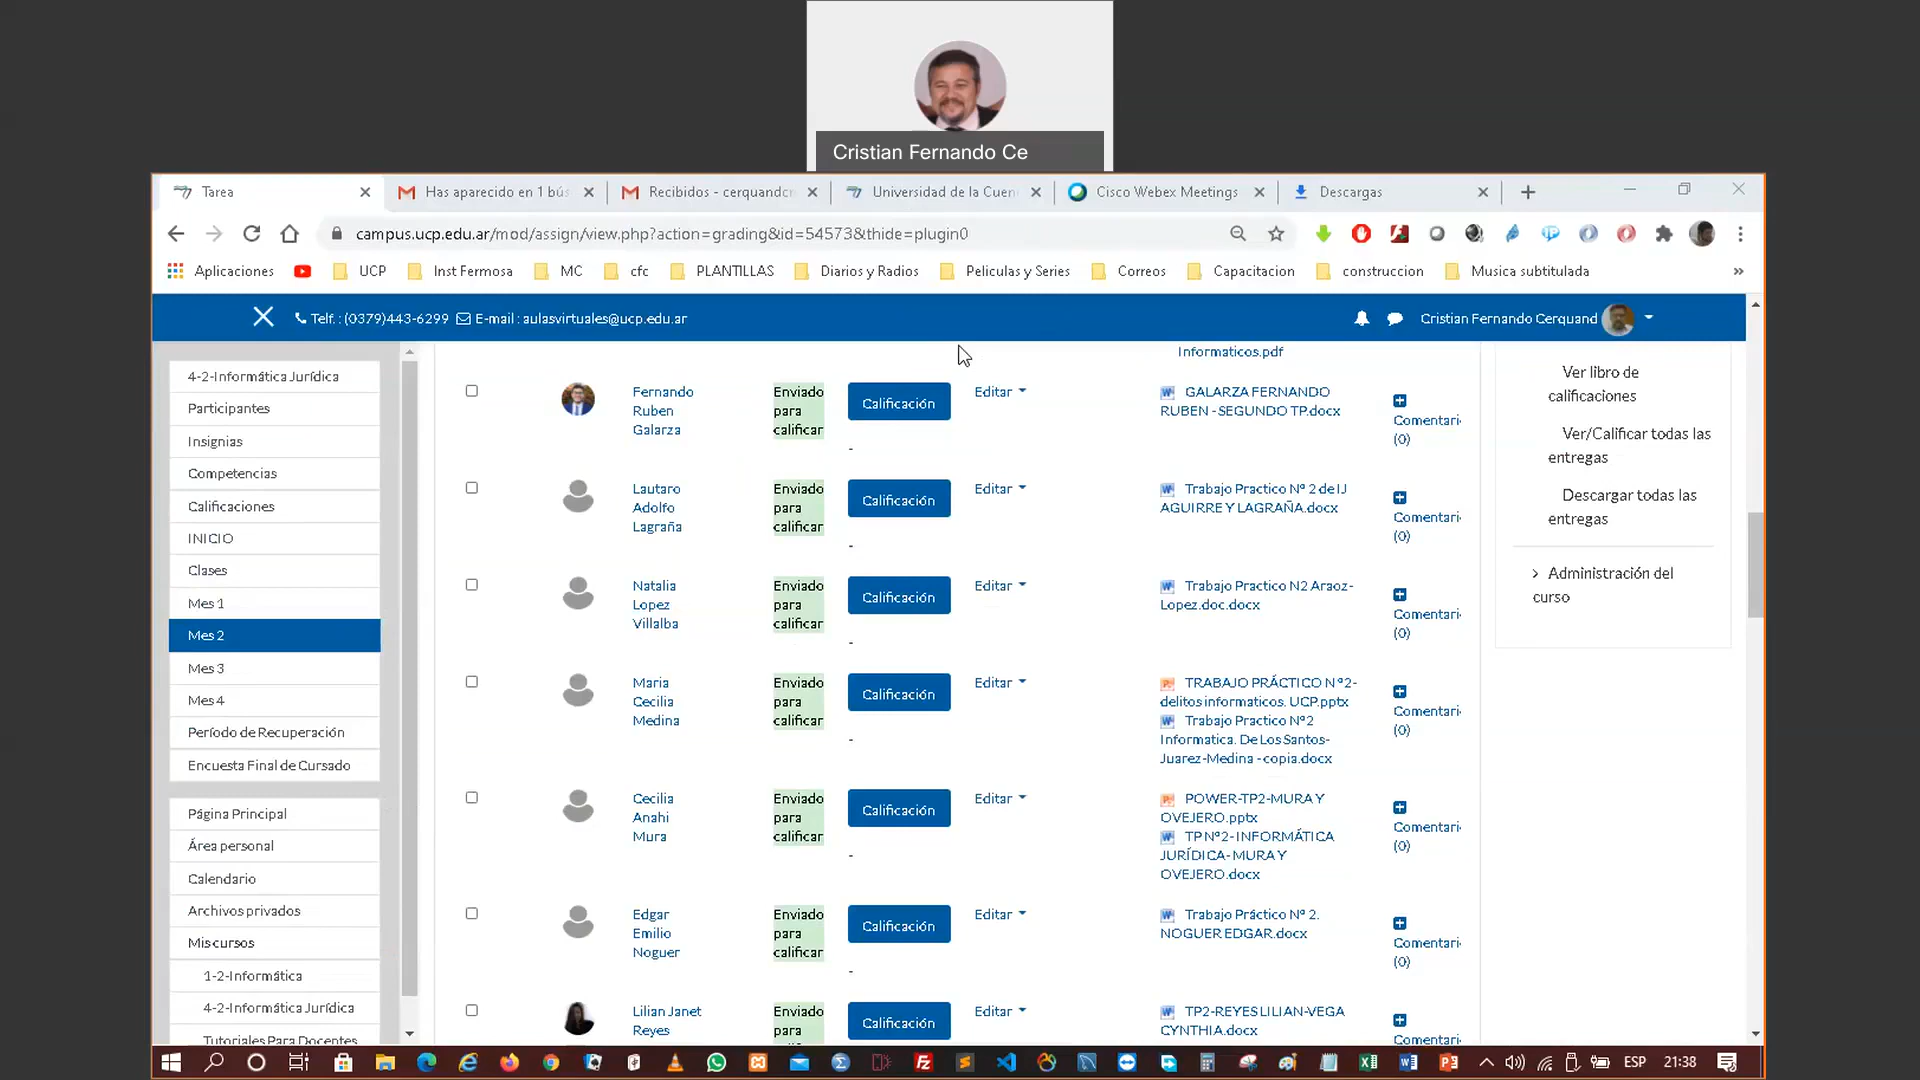 Cristian Fernando Ce
Tarea
Has aparecido en 1 bús
Recibidos - cerquandcr
Universidad de la Cuen
Cisco Webex Meetings
Descargas
campus.ucp.edu.ar/mod/assign/view.php?action=grading&id=54573&thide=plugin0
Aplicaciones
UCP
Inst Fermosa
MC
cfc
PLANTILLAS
Diarios y Radios
Peliculas y Series
Correos
Capacitacion
construccion
Musica subtitulada
»
Telf. : (0379)443-6299
E-mail : aulasvirtuales@ucp.edu.ar
Cristian Fernando Cerquand
4-2-Informática Jurídica
Participantes
Insignias
Competencias
Calificaciones
INICIO
Clases
Mes 1
Mes 2
Mes 3
Mes 4
Período de Recuperación
Encuesta Final de Cursado
Página Principal
Área personal
Calendario
Archivos privados
Mis cursos
1-2-Informática
4-2-Informática Jurídica
Tutoriales Para Docentes
Informaticos.pdf
Fernando
Ruben
Galarza
Enviado
para
calificar
Calificación
-
Editar
GALARZA FERNANDO
RUBEN - SEGUNDO TP.docx
Comentari
(0)
Lautaro
Adolfo
Lagraña
Enviado
para
calificar
Calificación
-
Editar
Trabajo Practico Nº 2 de IJ
AGUIRRE Y LAGRAÑA.docx
Comentari
(0)
Natalia
Lopez
Villalba
Enviado
para
calificar
Calificación
-
Editar
Trabajo Practico N2 Araoz-
Lopez.doc.docx
Comentari
(0)
Maria
Cecilia
Medina
Enviado
para
calificar
Calificación
-
Editar
TRABAJO PRÁCTICO Nº2-
delitos informaticos. UCP.pptx
Trabajo Practico Nº2
Informatica. De Los Santos-
Juarez-Medina - copia.docx
Comentari
(0)
Cecilia
Anahi
Mura
Enviado
para
calificar
Calificación
-
Editar
POWER-TP2-MURA Y
OVEJERO.pptx
TP Nº2- INFORMÁTICA
JURÍDICA- MURA Y
OVEJERO.docx
Comentari
(0)
Edgar
Emilio
Noguer
Enviado
para
calificar
Calificación
-
Editar
Trabajo Práctico Nº 2.
NOGUER EDGAR.docx
Comentari
(0)
Lilian Janet
Reyes
Enviado
para
Calificación
Editar
TP2-REYES LILIAN-VEGA
CYNTHIA.docx
Comentari
Ver libro de
calificaciones
Ver/Calificar todas las
entregas
Descargar todas las
entregas
Administración del
curso
ESP
21:38